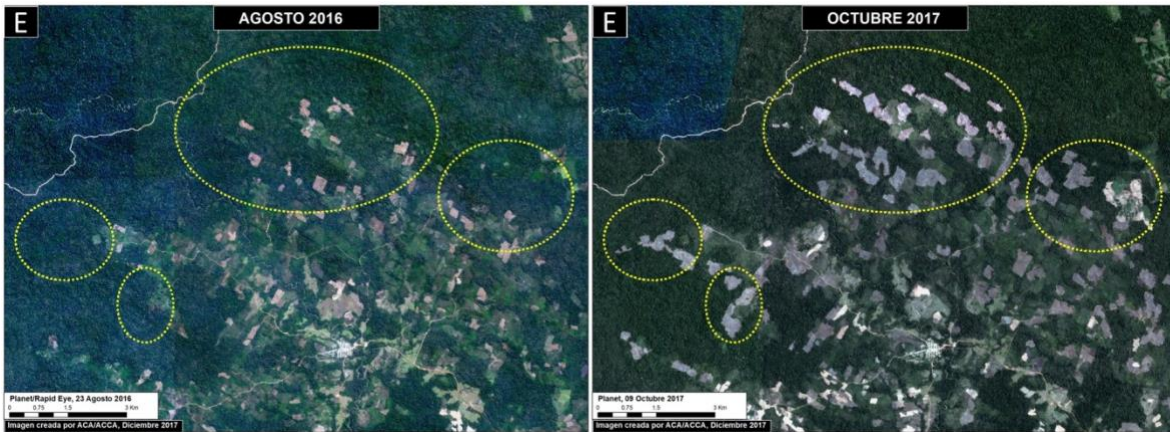 E
AGOSTO 2016
Planet/Rapid Eye, 23 Agosto 2016
0 0.75 1.5 3 Km
Imagen creada por ACA/ACCA, Diciembre 2017
E
OCTUBRE 2017
Planet, 09 Octubre 2017
0 0.75 1.5 3 Km
Imagen creada por ACA/ACCA, Diciembre 2017